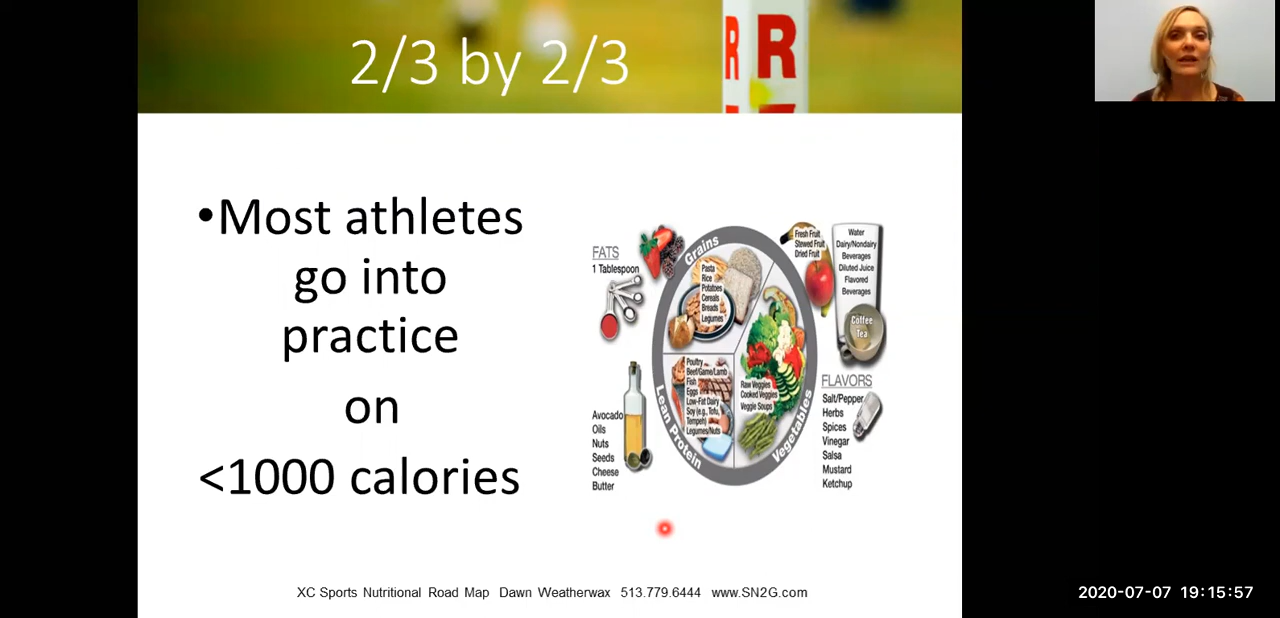 2/3 by 2/3
R R
•Most athletes
go into
practice
on
<1000 calories
FATS
1 Tablespoon
Grains
Pasta
Rice
Potatoes
Cereals
Breads
Legumes
Fresh Fruit
Stewed Fruit
Dried Fruit
Water
Dairy/Nondairy
Beverages
Diluted Juice
Flavored
Beverages
Coffee
Tea
Lean Protein
Poultry
Beef/Game/Lamb
Fish
Eggs
Low-Fat Dairy
Soy (e.g., Tofu,
Tempeh)
Legumes/Nuts
Raw Veggies
Cooked Veggies
Veggie Soups
Vegetables
Avocado
Oils
Nuts
Seeds
Cheese
Butter
FLAVORS
Salt/Pepper
Herbs
Spices
Vinegar
Salsa
Mustard
Ketchup
XC Sports Nutritional Road Map Dawn Weatherwax 513.779.6444 www.SN2G.com
2020-07-07 19:15:57